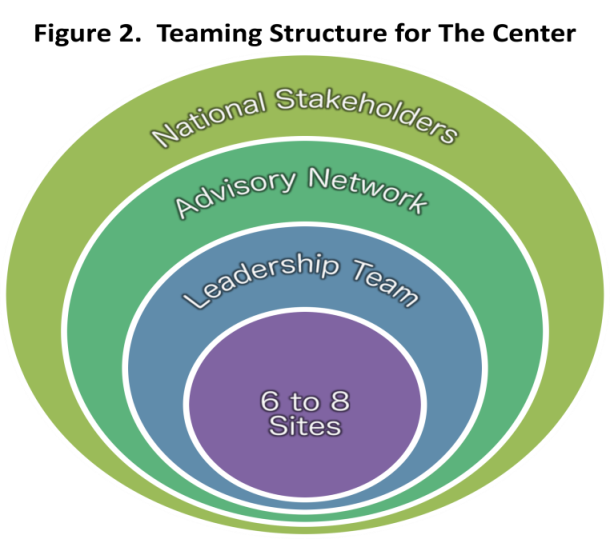 Figure 2.  Teaming Structure for The Center
National Stakeholders
Advisory Network
Leadership Team
6 to 8
Sites